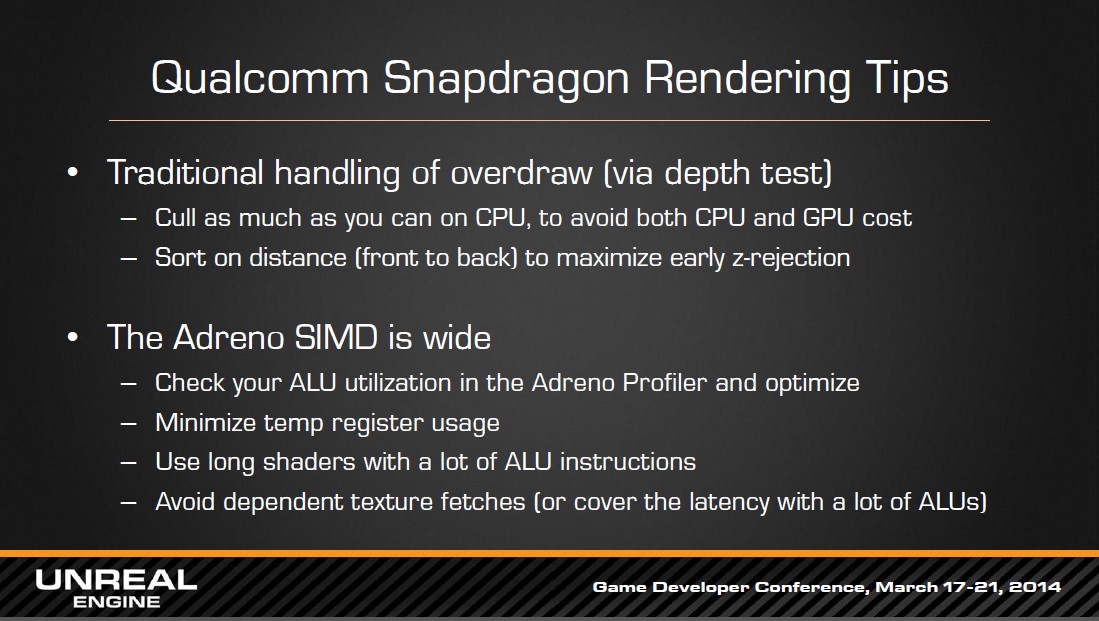 Qualcomm Snapdragon Rendering Tips
• Traditional handling of overdraw (via depth test)
– Cull as much as you can on CPU, to avoid both CPU and GPU cost
– Sort on distance (front to back) to maximize early z-rejection
• The Adreno SIMD is wide
– Check your ALU utilization in the Adreno Profiler and optimize
– Minimize temp register usage
– Use long shaders with a lot of ALU instructions
– Avoid dependent texture fetches (or cover the latency with a lot of ALUs)
UNREAL
ENGINE
Game Developer Conference, March 17-21, 2014